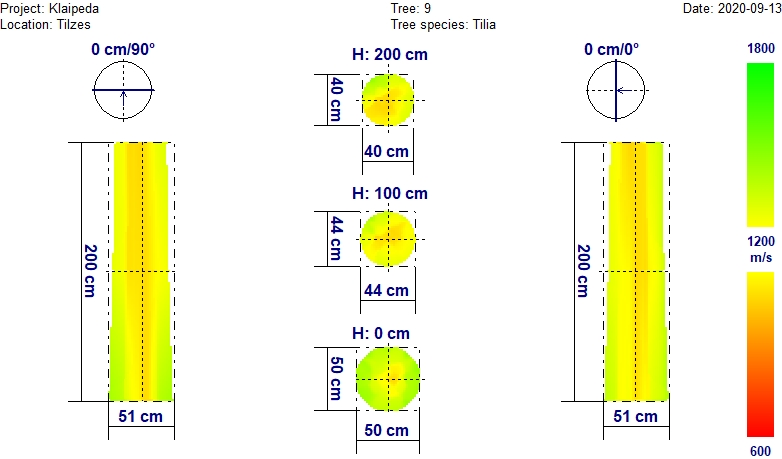 Project: Klaipeda
Tree: 9
Date: 2020-09-13
Location: Tilzes
Tree species: Tilia
0 cm/90°
H: 200 cm
0 cm/0°
1800
40 cm
40 cm
H: 100 cm
44 cm
44 cm
200 cm
200 cm
1200
m/s
H: 0 cm
50 cm
50 cm
51 cm
51 cm
600